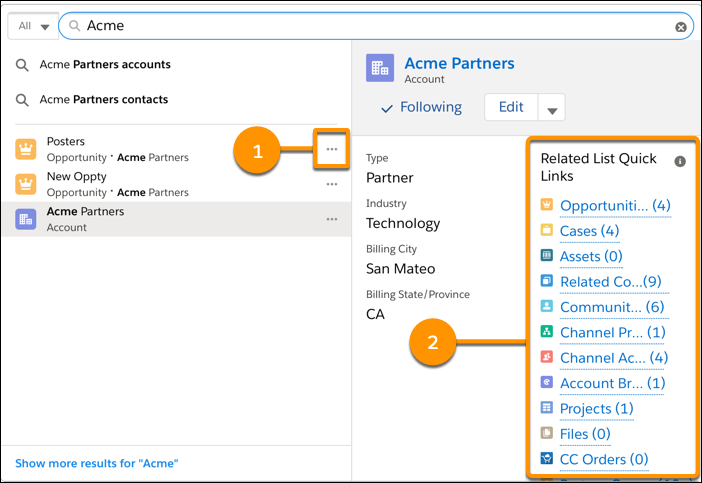 All
Acme
Acme Partners accounts
Acme Partners contacts
Posters
Opportunity • Acme Partners
New Oppty
Opportunity • Acme Partners
Acme Partners
Account
Show more results for "Acme"
1
Acme Partners
Account
Following
Edit
Type
Partner
Industry
Technology
Billing City
San Mateo
Billing State/Province
CA
2
Related List Quick
Links
Opportuniti... (4)
Cases (4)
Assets (0)
Related Co...(9)
Communit... (6)
Channel Pr... (1)
Channel Ac... (4)
Account Br... (1)
Projects (1)
Files (0)
CC Orders (0)